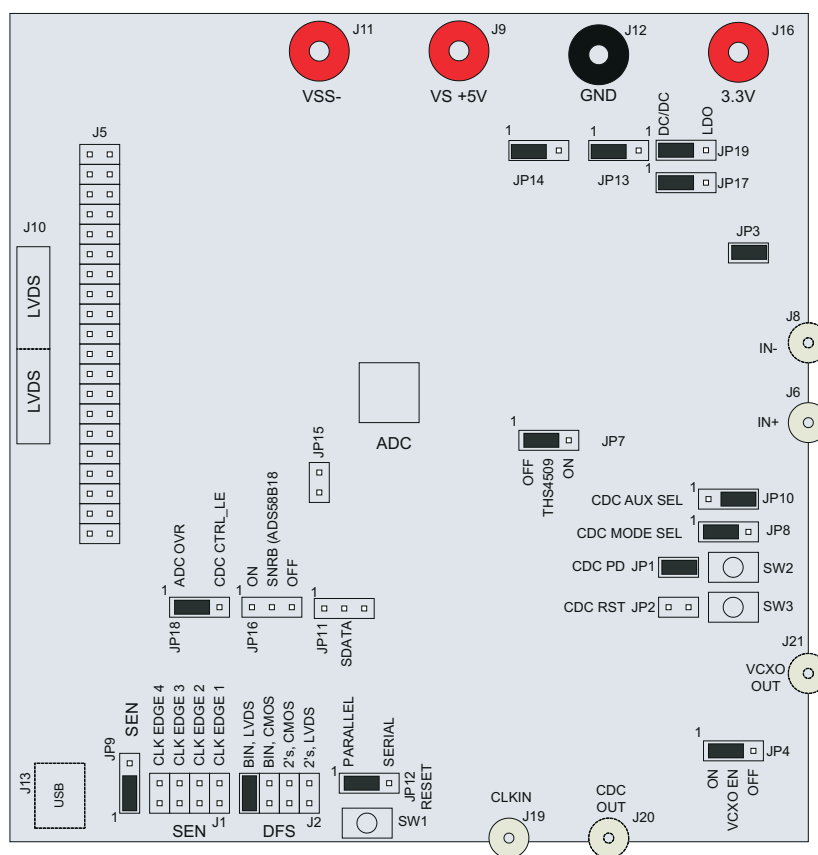 J11
J9
J12
J16
VSS-
VS +5V
GND
3.3V
DC/DC
LDO
J5
1
1
1
JP19
JP14
JP13
1
JP17
J10
JP3
LVDS
LVDS
J8
IN-
J6
IN+
ADC
JP15
1
JP7
OFF
THS4509
ON
1
CDC AUX SEL
JP10
1
CDC MODE SEL
JP8
CDC PD
JP1
SW2
CDC RST
JP2
SW3
ADC OVR
CDC CTRL_LE
ON
SNRB (ADS58B18
OFF
1
JP18
1
JP16
1
JP11
SDATA
J21
VCXO
OUT
JP9
SEN
CLK EDGE 4
CLK EDGE 3
CLK EDGE 2
CLK EDGE 1
BIN, LVDS
BIN, CMOS
2's, CMOS
2's, LVDS
PARALLEL
SERIAL
1
JP12
RESET
1
JP4
ON
VCXO EN
OFF
J13
USB
1
SEN
J1
DFS
J2
SW1
CLKIN
J19
CDC
OUT
J20